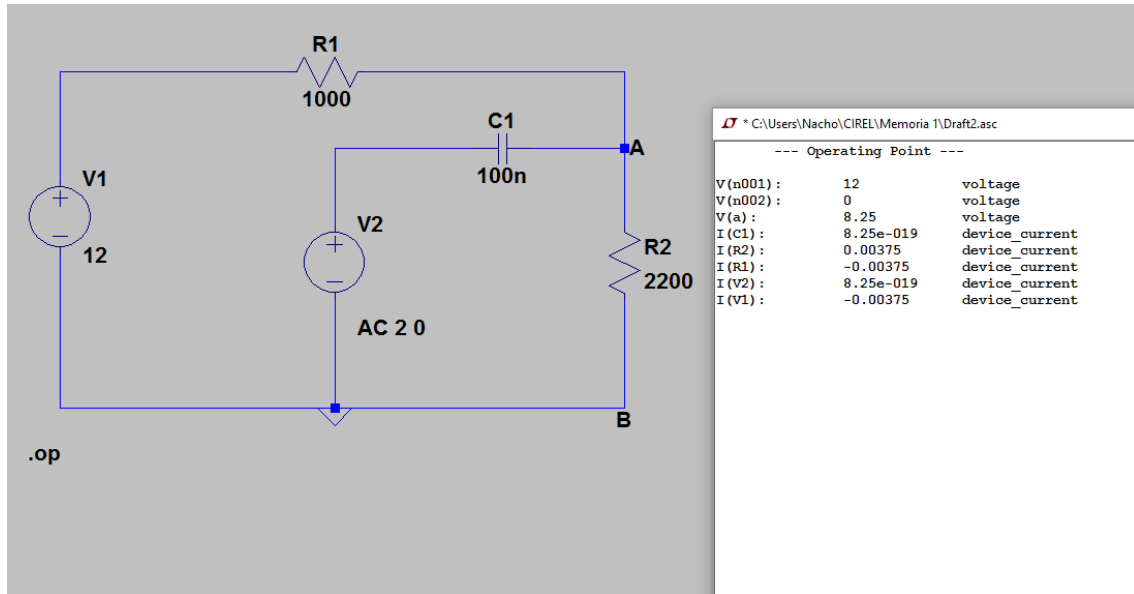 R1
1000
C1
100n
A
V1
12
V2
AC 2 0
R2
2200
B
.op
* C:\Users\Nacho\CIREL\Memoria 1\Draft2.asc
--- Operating Point ---
V(n001): 12 voltage
V(n002): 0 voltage
V(a): 8.25 voltage
I(C1): 8.25e-019 device_current
I(R2): 0.00375 device_current
I(R1): -0.00375 device_current
I(V2): 8.25e-019 device_current
I(V1): -0.00375 device_current